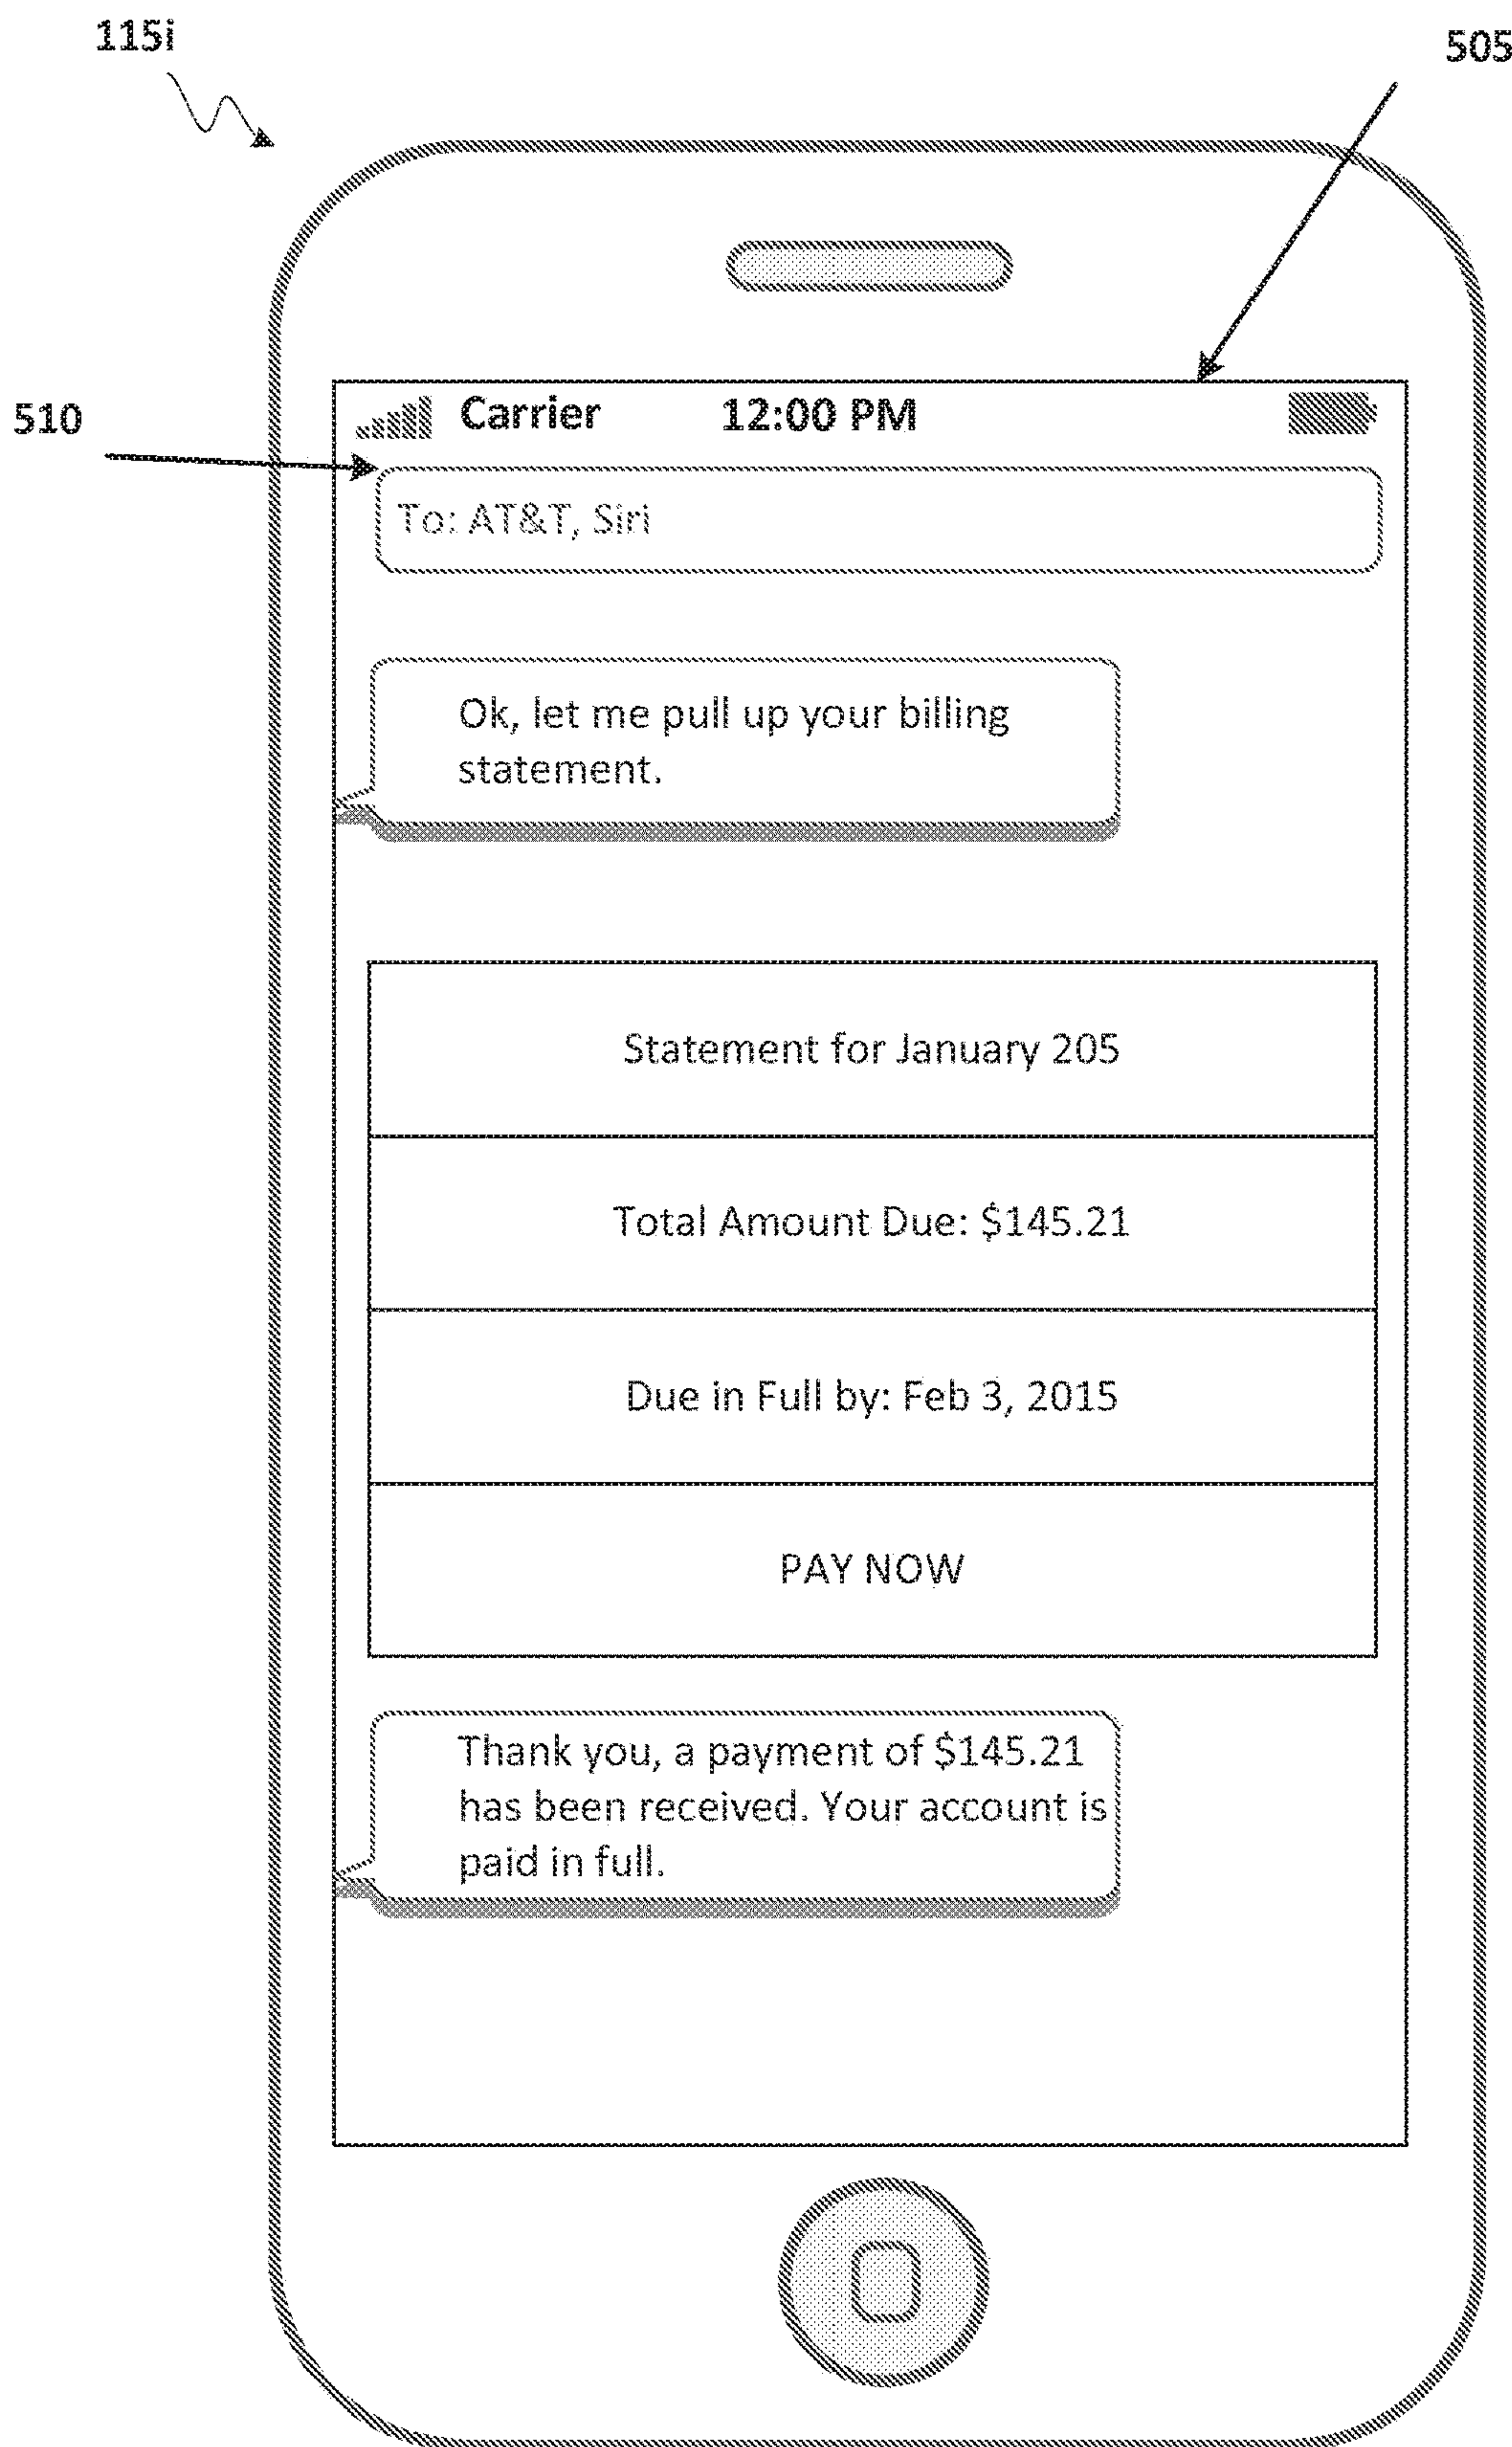 115i
505
510
Carrier 12:00 PM
To: AT&T, Siri
Ok, let me pull up your billing
statement.
Statement for January 205
Total Amount Due: $145.21
Due in Full by: Feb 3, 2015
PAY NOW
Thank you, a payment of $145.21
has been received. Your account is
paid in full.